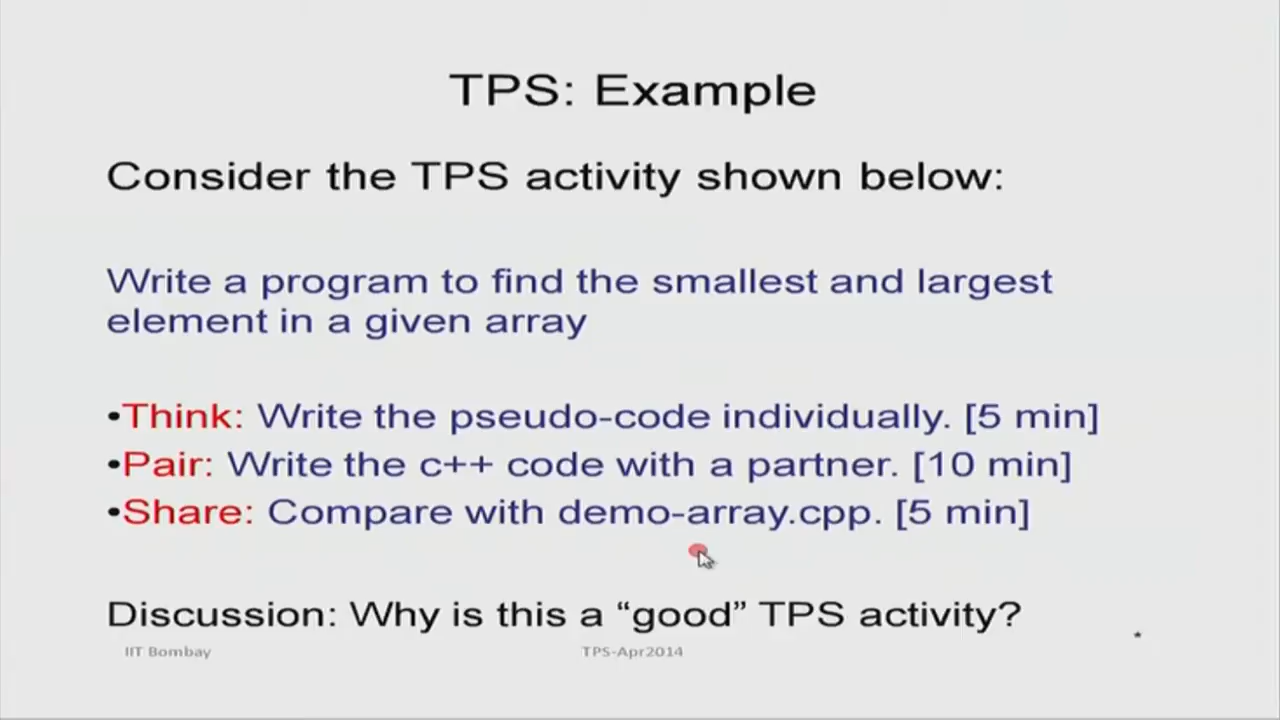 TPS: Example
Consider the TPS activity shown below:
Write a program to find the smallest and largest
element in a given array
•Think: Write the pseudo-code individually. [5 min]
•Pair: Write the c++ code with a partner. [10 min]
•Share: Compare with demo-array.cpp. [5 min]
Discussion: Why is this a “good” TPS activity?
*
IIT Bombay
TPS-Apr2014